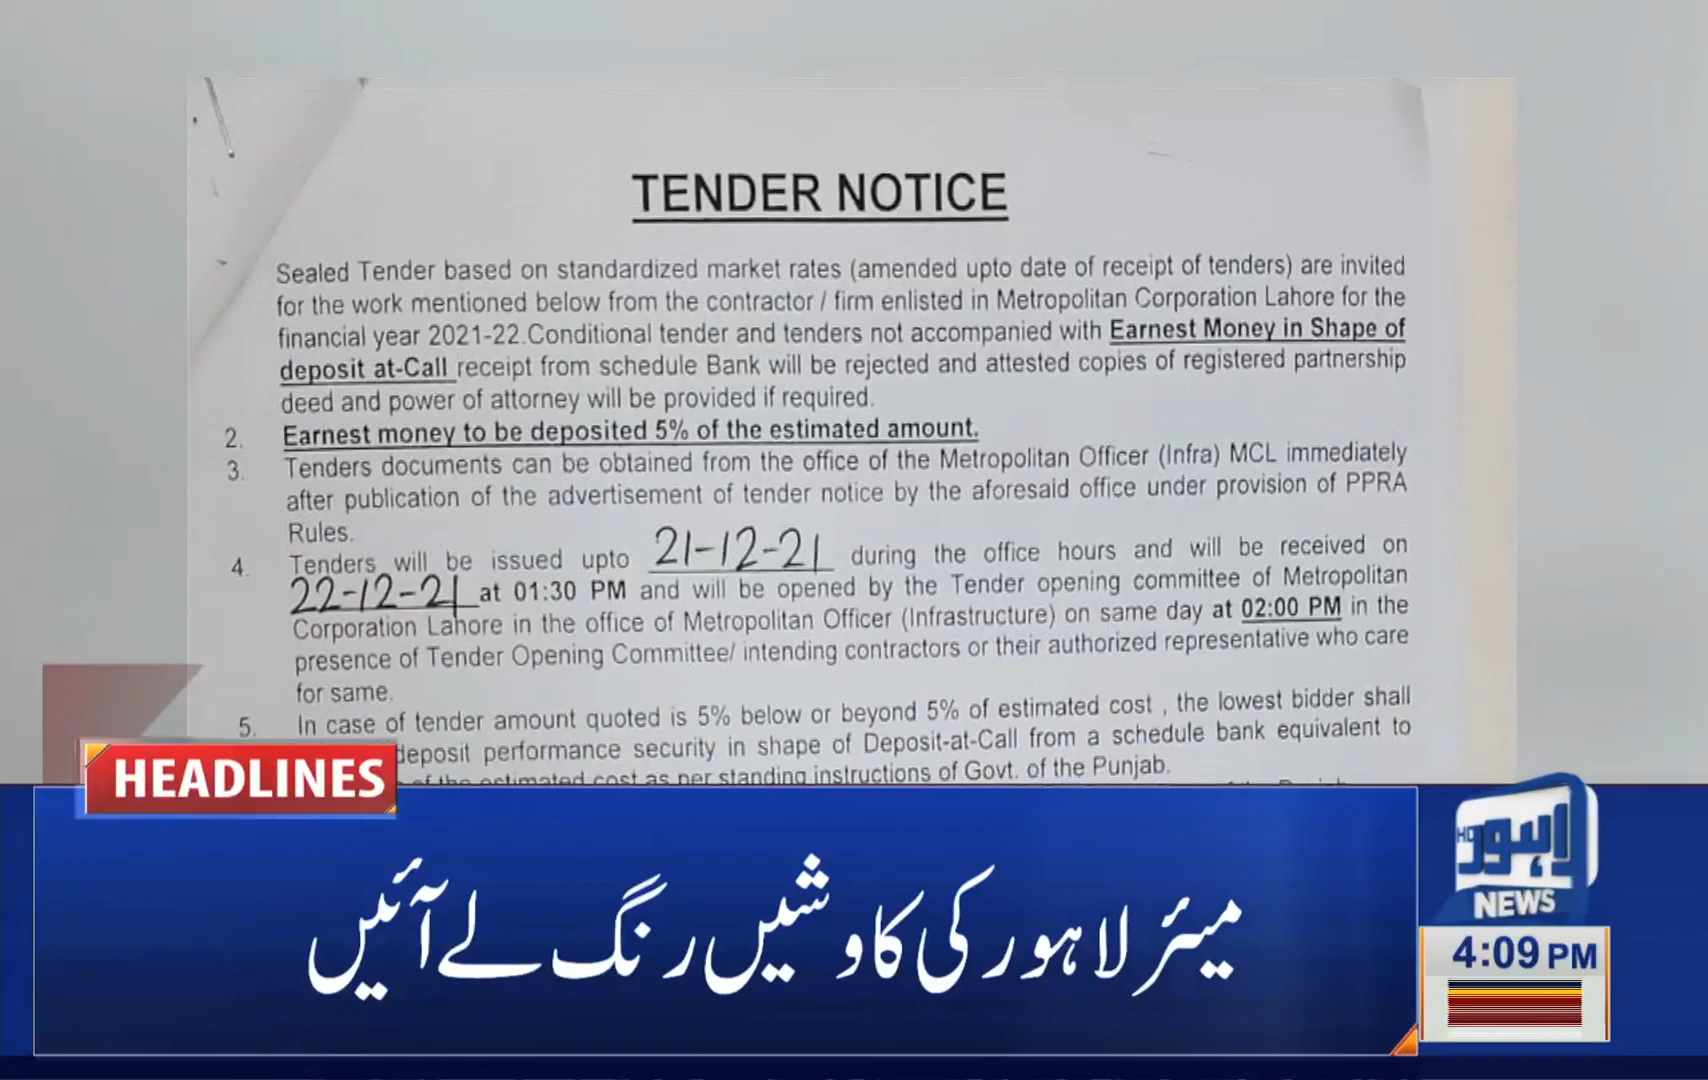 TENDER NOTICE
Sealed Tender based on standardized market rates (amended upto date of receipt of tenders) are invited
for the work mentioned below from the contractor / firm enlisted in Metropolitan Corporation Lahore for the
financial year 2021-22.Conditional tender and tenders not accompanied with Earnest Money in Shape of
deposit at-Call receipt from schedule Bank will be rejected and attested copies of registered partnership
deed and power of attorney will be provided if required.
2. Earnest money to be deposited 5% of the estimated amount.
3. Tenders documents can be obtained from the office of the Metropolitan Officer (Infra) MCL immediately
after publication of the advertisement of tender notice by the aforesaid office under provision of PPRA
Rules.
4. Tenders will be issued upto 21-12-21 during the office hours and will be received on
22-12-21 at 01:30 PM and will be opened by the Tender opening committee of Metropolitan
Corporation Lahore in the office of Metropolitan Officer (Infrastructure) on same day at 02:00 PM in the
presence of Tender Opening Committee/ intending contractors or their authorized representative who care
for same.
5. In case of tender amount quoted is 5% below or beyond 5% of estimated cost , the lowest bidder shall
deposit performance security in shape of Deposit-at-Call from a schedule bank equivalent to
of the estimated cost as per standing instructions of Govt. of the Punjab.
HEADLINES
میئر لاہور کی کاوشیں رنگ لے آئیں
لاہور HD
NEWS
4:09 PM